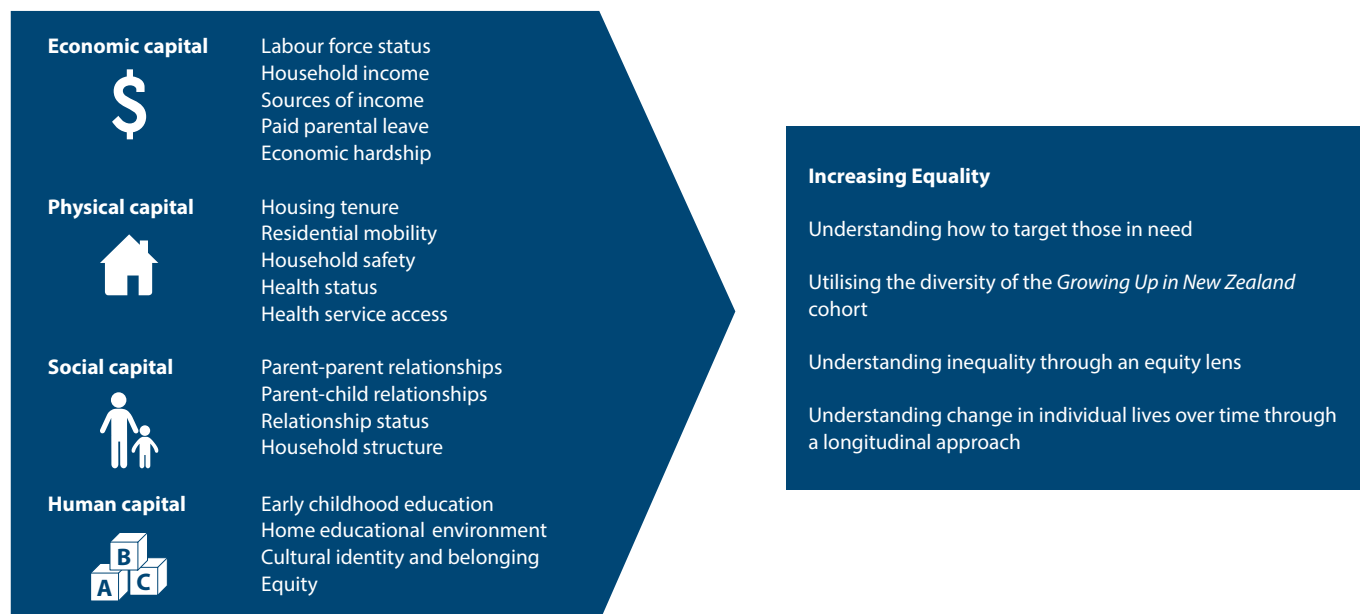 Economic capital
Labour force status
Household income
Sources of income
Paid parental leave
Economic hardship
$
Physical capital
Housing tenure
Residential mobility
Household safety
Health status
Health service access
Social capital
Parent-parent relationships
Parent-child relationships
Relationship status
Household structure
Human capital
Early childhood education
Home educational environment
Cultural identity and belonging
Equity
B
A C
Increasing Equality
Understanding how to target those in need
Utilising the diversity of the Growing Up in New Zealand
cohort
Understanding inequality through an equity lens
Understanding change in individual lives over time through
a longitudinal approach